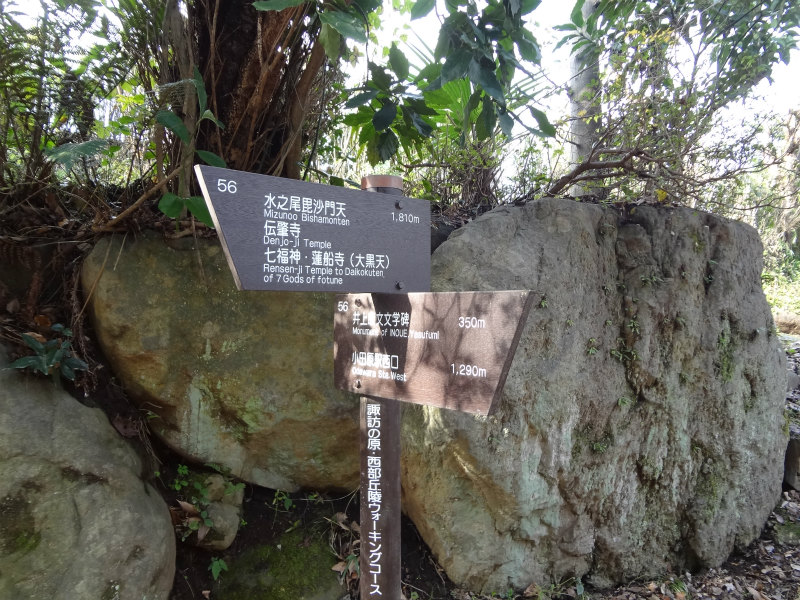 56
水之尾毘沙門天 1,810m
Mizunoo Bishamonten
伝肇寺
Denjo-ji Temple
七福神・蓮船寺（大黒天）
Rensen-ji Temple to Daikokuten
of 7 Gods of fotune
56
井上康文文学碑 350m
Monument of INOUE, Yasufumi
小田原駅西口 1,290m
Odawara Sta. West
諏訪の原・西部丘陵ウォーキングコース